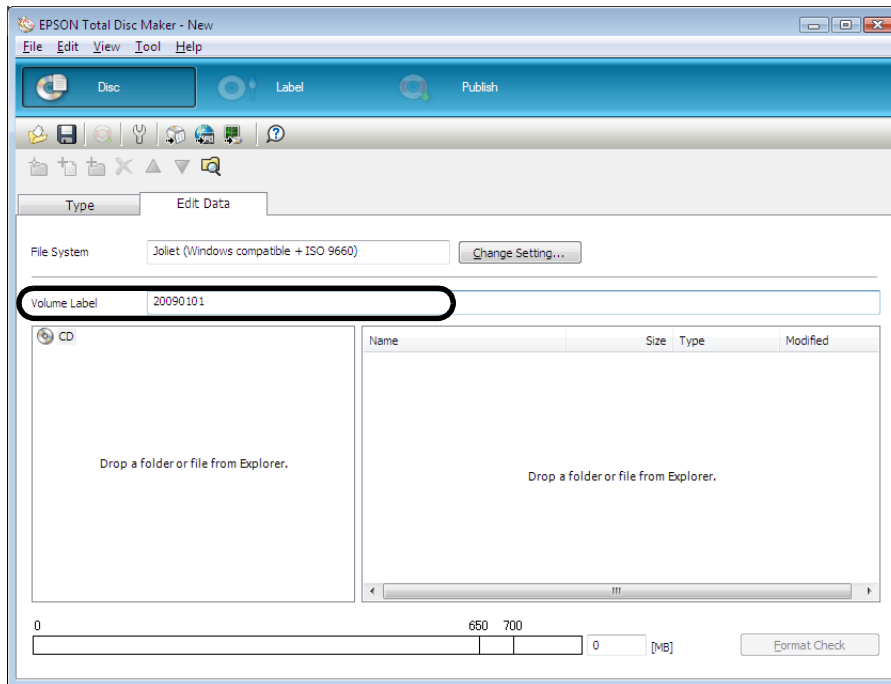 EPSON Total Disc Maker - New
File Edit View Tool Help
Disc Label Publish
Type Edit Data
File System Joliet (Windows compatible + ISO 9660) Change Setting...
Volume Label 20090101
CD
Name Size Type Modified
Drop a folder or file from Explorer.
Drop a folder or file from Explorer.
0 650 700
0 [MB] Format Check